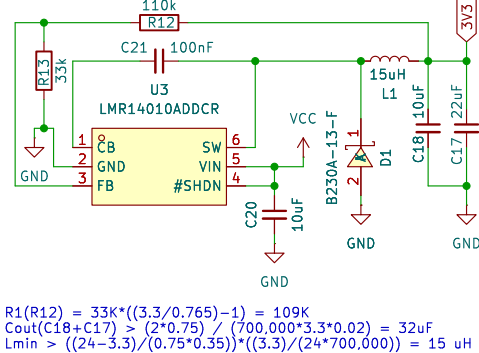 110k
R12
3V3
C21
100nF
R13
33k
15uH
L1
10uF
22uF
C18
C17
U3
LMR14010ADDCR
VCC
1
CB
SW
6
2
GND
VIN
5
3
FB
#SHDN
4
GND
B230A-13-F
1
A
D1
2
C20
10uF
GND
GND
GND
R1(R12) = 33K*((3.3/0.765)-1) = 109K
Cout(C18+C17) > (2*0.75) / (700,000*3.3*0.02) = 32uF
Lmin > ((24-3.3)/(0.75*0.35))*((3.3)/(24*700,000)) = 15 uH